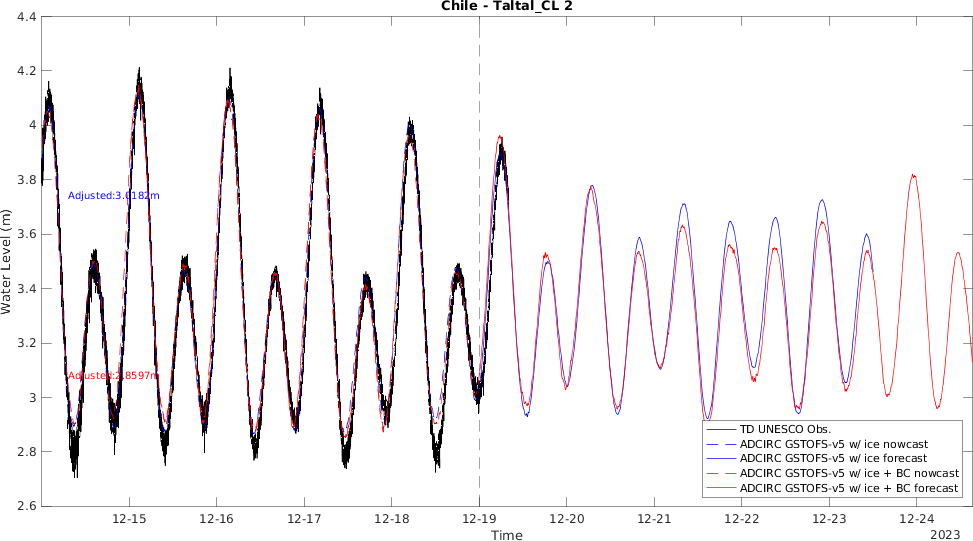 Chile - Taltal_CL 2
Water Level (m)
4.4
4.2
4
3.8
3.6
3.4
3.2
3
2.8
2.6
Adjusted:3.0182m
Adjusted:2.8597m
TD UNESCO Obs.
ADCIRC GSTOFS-v5 w/ ice nowcast
ADCIRC GSTOFS-v5 w/ ice forecast
ADCIRC GSTOFS-v5 w/ ice + BC nowcast
ADCIRC GSTOFS-v5 w/ ice + BC forecast
12-15 12-16 12-17 12-18 12-19 12-20 12-21 12-22 12-23 12-24
Time
2023